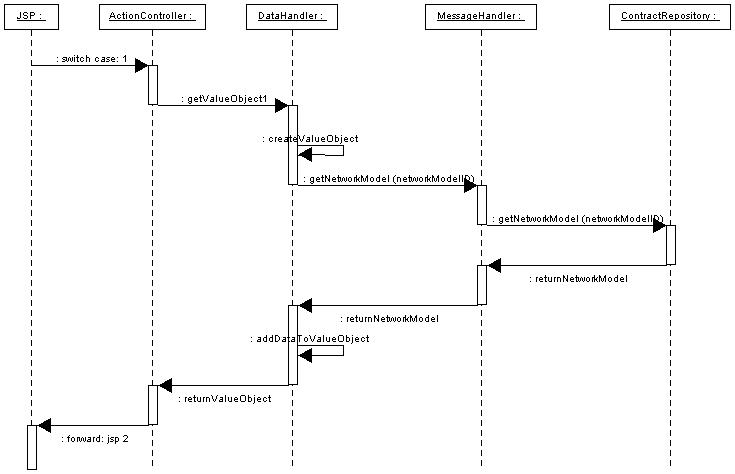 JSP :
ActionController :
DataHandler :
MessageHandler :
ContractRepository :
: switch case: 1
: getValueObject1
: createValueObject
: getNetworkModel (networkModelID)
: getNetworkModel (networkModelID)
: returnNetworkModel
: returnNetworkModel
: addDataToValueObject
: returnValueObject
: forward: jsp 2